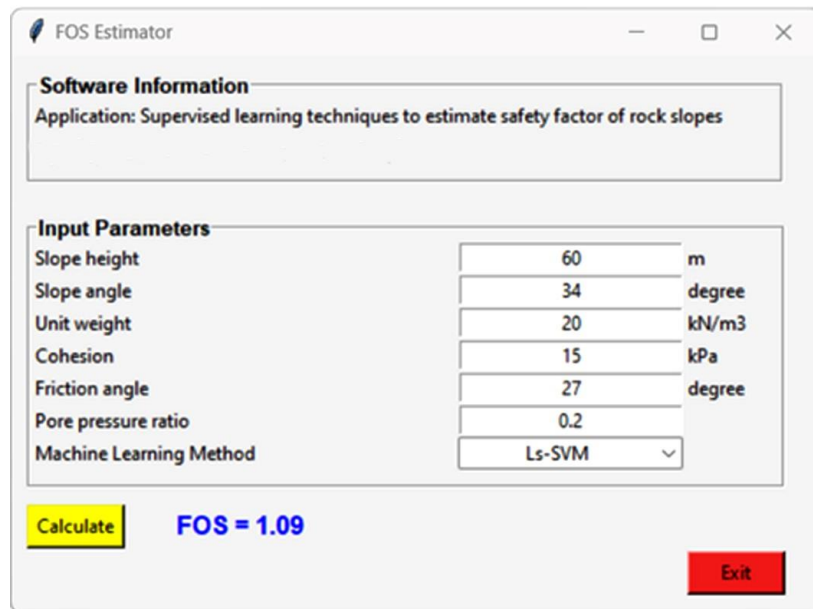 FOS Estimator
Software Information
Application: Supervised learning techniques to estimate safety factor of rock slopes
Input Parameters
Slope height 60 m
Slope angle 34 degree
Unit weight 20 kN/m3
Cohesion 15 kPa
Friction angle 27 degree
Pore pressure ratio 0.2
Machine Learning Method Ls-SVM
Calculate FOS = 1.09
Exit